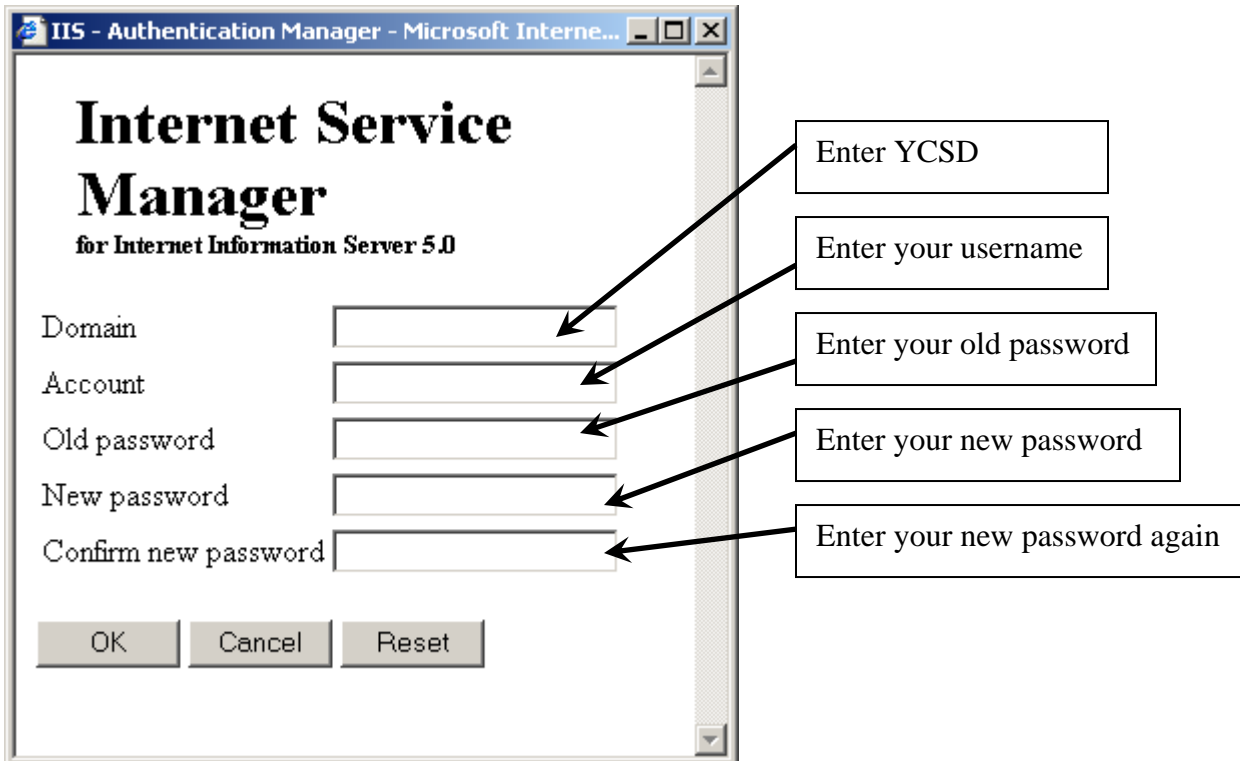 IIS - Authentication Manager - Microsoft Interne...
Internet Service
Manager
for Internet Information Server 5.0
Domain
Account
Old password
New password
Confirm new password
OK Cancel Reset
Enter YCSD
Enter your username
Enter your old password
Enter your new password
Enter your new password again